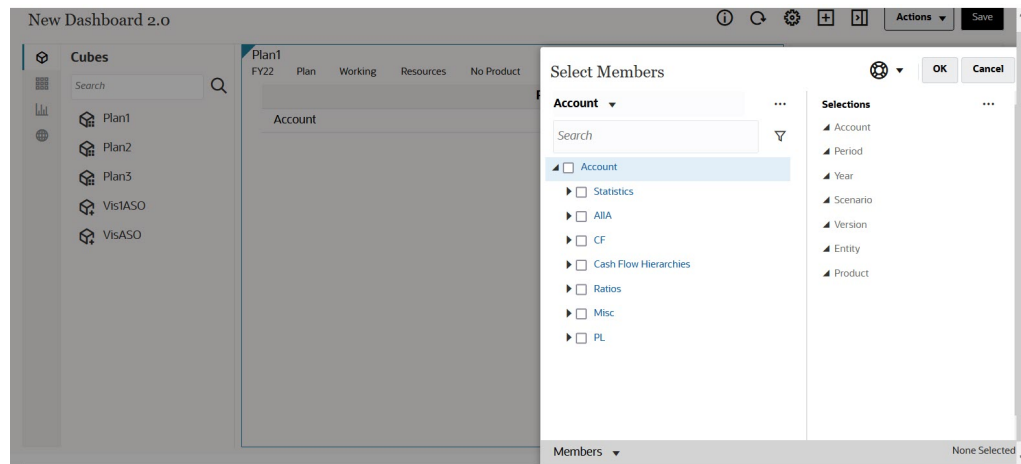 New Dashboard 2.0
Actions
Save
Cubes
Search
Plan1
Plan2
Plan3
Vis1ASO
VisASO
Plan1
FY22 Plan Working Resources No Product
Account
Select Members
OK
Cancel
Account
...
Search
Account
Statistics
AllA
CF
Cash Flow Hierarchies
Ratios
Misc
PL
Selections
...
Account
Period
Year
Scenario
Version
Entity
Product
Members
None Selected